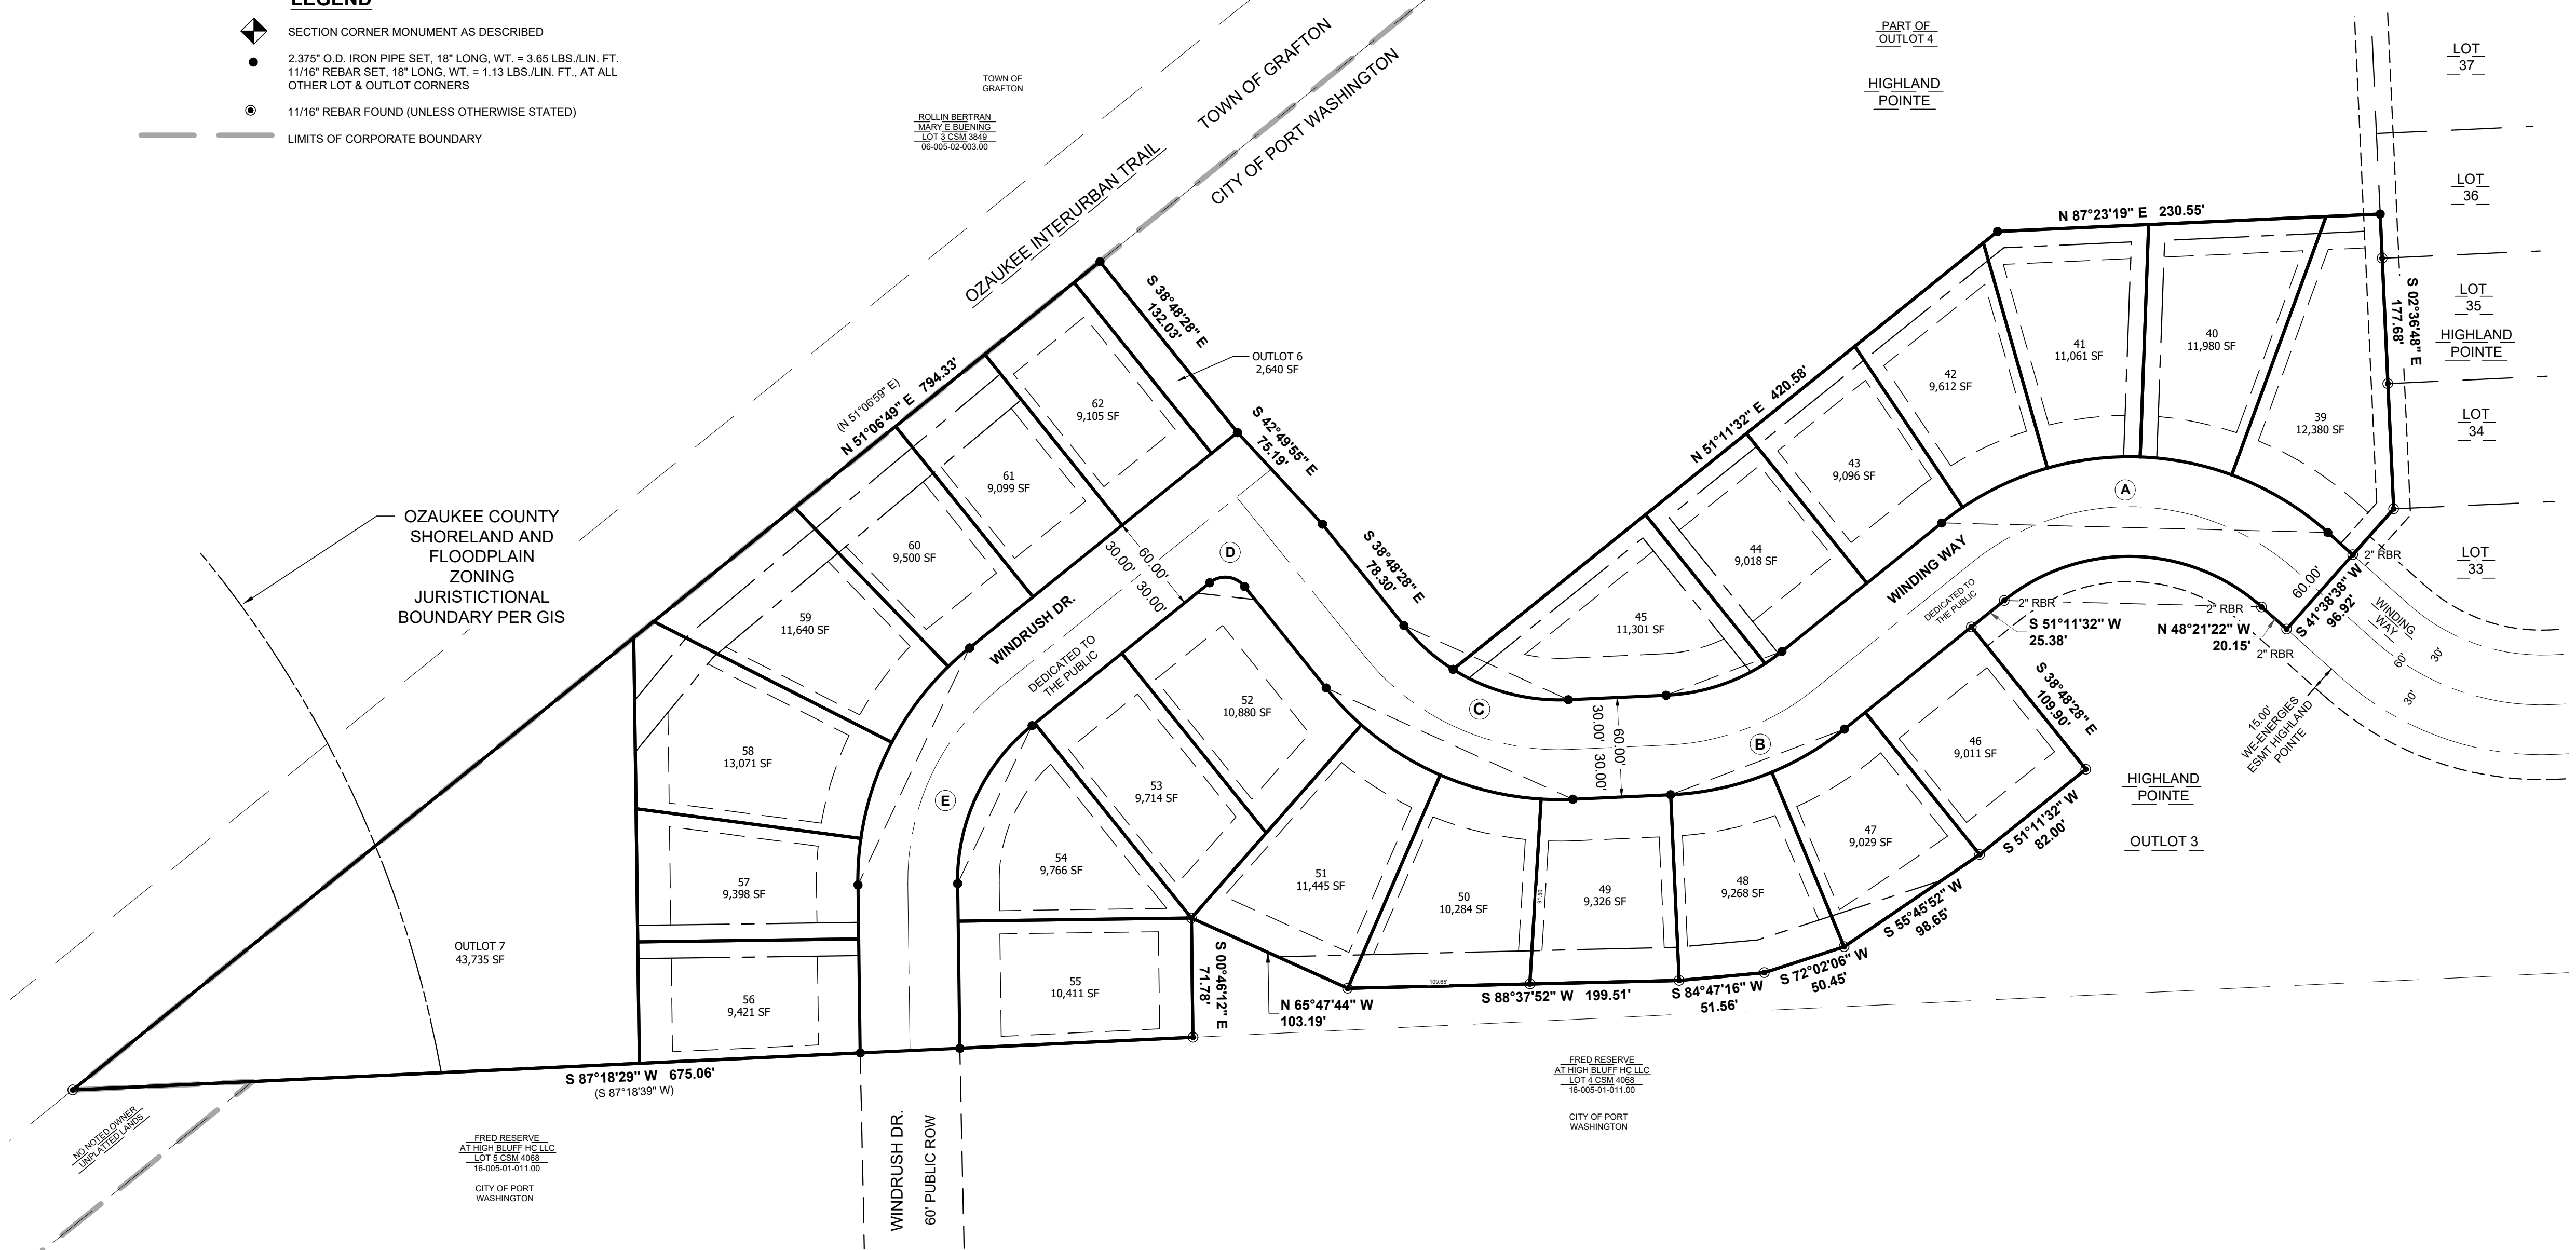 LEGEND
SECTION CORNER MONUMENT AS DESCRIBED
2.375" O.D. IRON PIPE SET, 18" LONG, WT. = 3.65 LBS./LIN. FT.
11/16" REBAR SET, 18" LONG, WT. = 1.13 LBS./LIN. FT., AT ALL
OTHER LOT & OUTLOT CORNERS
11/16" REBAR FOUND (UNLESS OTHERWISE STATED)
LIMITS OF CORPORATE BOUNDARY
TOWN OF
GRAFTON
ROLLIN BERTRAN
MARY E BUENING
LOT 3 CSM 3849
06-005-02-003.00
OZAUKEE INTERURBAN TRAIL
TOWN OF GRAFTON
CITY OF PORT WASHINGTON
PART OF
OUTLOT 4
HIGHLAND
POINTE
LOT
37
LOT
36
LOT
35
HIGHLAND
POINTE
LOT
34
LOT
33
N 87°23'19" E 230.55'
S 02°36'48" E
177.68'
S 38°48'28" E
132.03'
OUTLOT 6
2,640 SF
S 42°49'55" E
75.19'
S 38°48'28" E
78.30'
N 51°11'32" E 420.58'
(N 51°06'59" E)
N 51°06'49" E 794.33'
OZAUKEE COUNTY
SHORELAND AND
FLOODPLAIN
ZONING
JURISTICTIONAL
BOUNDARY PER GIS
62
9,105 SF
61
9,099 SF
60
9,500 SF
59
11,640 SF
58
13,071 SF
57
9,398 SF
56
9,421 SF
OUTLOT 7
43,735 SF
55
10,411 SF
54
9,766 SF
53
9,714 SF
52
10,880 SF
51
11,445 SF
50
10,284 SF
49
9,326 SF
48
9,268 SF
47
9,029 SF
46
9,011 SF
45
11,301 SF
44
9,018 SF
43
9,096 SF
42
9,612 SF
41
11,061 SF
40
11,980 SF
39
12,380 SF
A
B
C
D
E
WINDRUSH DR.
DEDICATED TO
THE PUBLIC
60.00'
30.00'
30.00'
30.00'
60.00'
30.00'
WINDING WAY
DEDICATED TO
THE PUBLIC
2" RBR
2" RBR
2" RBR
2" RBR
60.00'
S 41°38'38" W
96.92'
WINDING
WAY
60'
30'
30'
S 51°11'32" W
25.38'
N 48°21'22" W
20.15'
S 38°48'28" E
109.90'
15.00'
WE-ENERGIES
ESMT HIGHLAND
POINTE
HIGHLAND
POINTE
OUTLOT 3
S 51°11'32" W
82.00'
S 55°45'52" W
98.65'
S 72°02'06" W
50.45'
S 84°47'16" W
51.56'
S 88°37'52" W 199.51'
109.65'
91.50'
N 65°47'44" W
103.19'
S 00°46'12" E
71.78'
S 87°18'29" W 675.06'
(S 87°18'39" W)
WINDRUSH DR.
60' PUBLIC ROW
NO NOTED OWNER
UNPLATTED LANDS
FRED RESERVE
AT HIGH BLUFF HC LLC
LOT 5 CSM 4068
16-005-01-011.00
CITY OF PORT
WASHINGTON
FRED RESERVE
AT HIGH BLUFF HC LLC
LOT 4 CSM 4068
16-005-01-011.00
CITY OF PORT
WASHINGTON